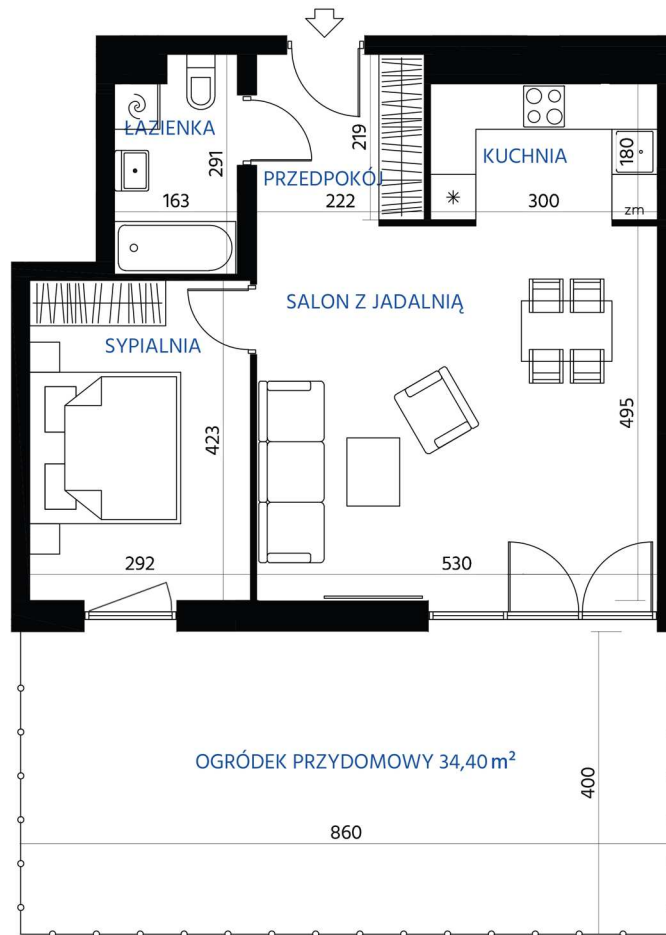 ŁAZIENKA
291
163
PRZEDPOKÓJ
219
222
KUCHNIA
180
300
zm
SALON Z JADALNIĄ
SYPIALNIA
423
495
292
530
OGRÓDEK PRZYDOMOWY 34,40 m²
400
860